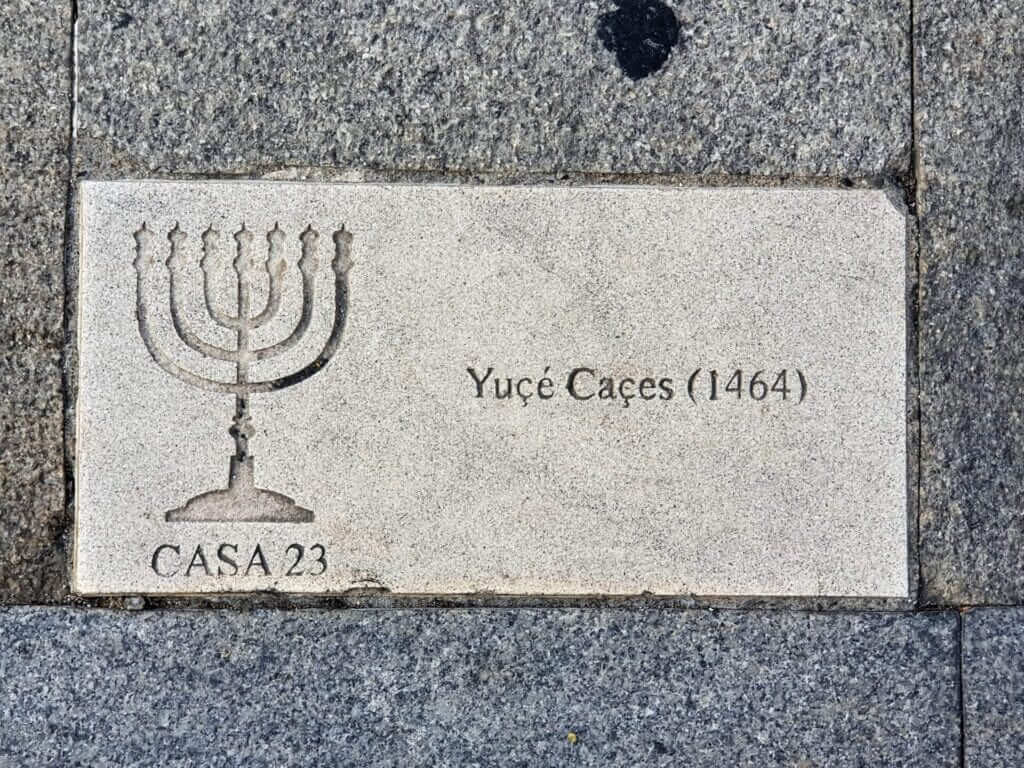 Yuçé Caçes (1464)
CASA 23